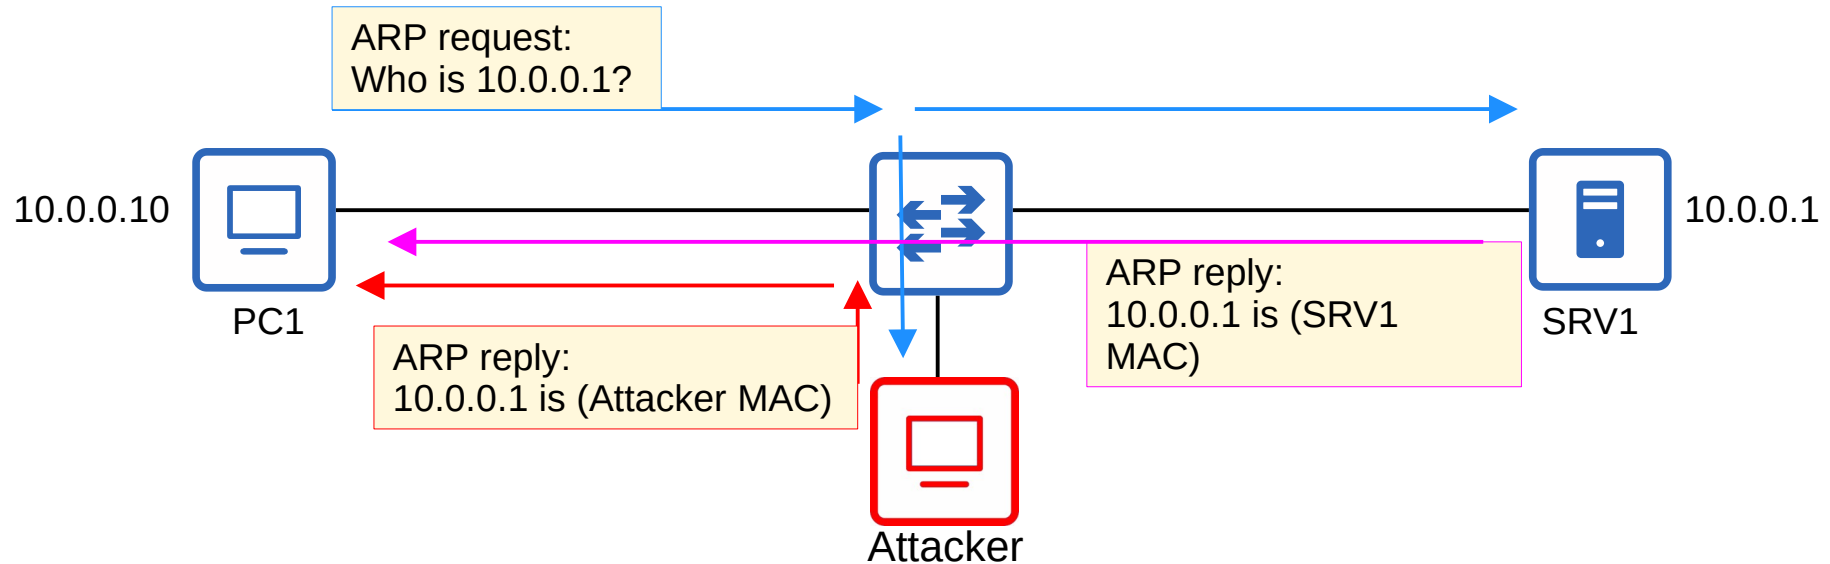 ARP request:
Who is 10.0.0.1?
10.0.0.10
10.0.0.1
PC1
SRV1
ARP reply:
10.0.0.1 is (SRV1
MAC)
ARP reply:
10.0.0.1 is (Attacker MAC)
Attacker